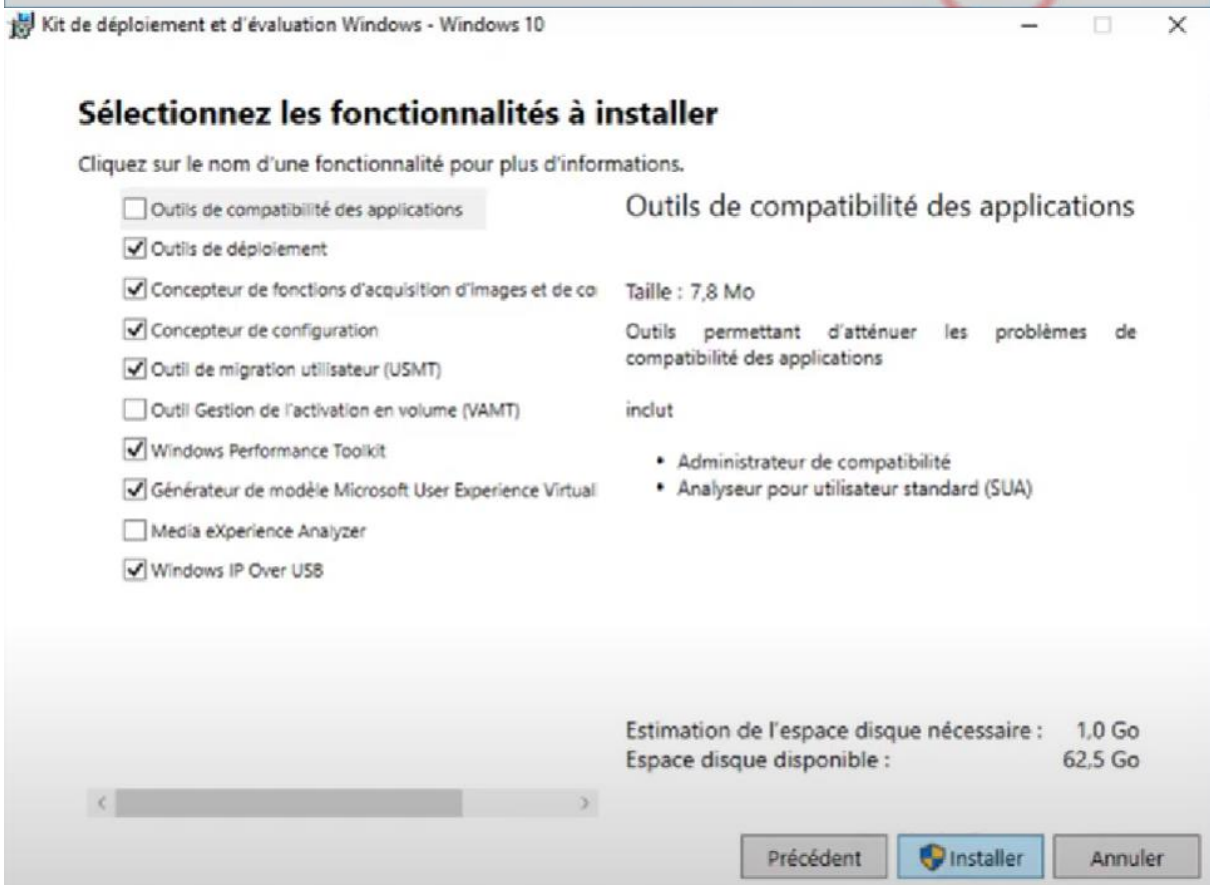 Kit de déploiement et d'évaluation Windows - Windows 10
Sélectionnez les fonctionnalités à installer
Cliquez sur le nom d'une fonctionnalité pour plus d'informations.
Outils de compatibilité des applications
Outils de déploiement
Concepteur de fonctions d'acquisition d'images et de co
Concepteur de configuration
Outil de migration utilisateur (USMT)
Outil Gestion de l'activation en volume (VAMT)
Windows Performance Toolkit
Générateur de modèle Microsoft User Experience Virtual
Media eXperience Analyzer
Windows IP Over USB
Outils de compatibilité des applications
Taille : 7,8 Mo
Outils permettant d'atténuer les problèmes de
compatibilité des applications
inclut
• Administrateur de compatibilité
• Analyseur pour utilisateur standard (SUA)
Estimation de l'espace disque nécessaire : 1,0 Go
Espace disque disponible : 62,5 Go
Précédent Installer Annuler